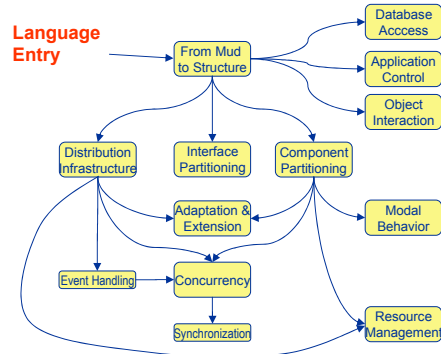 Language
Entry
From Mud
to Structure
Database
Acccess
Application
Control
Object
Interaction
Distribution
Infrastructure
Interface
Partitioning
Component
Partitioning
Adaptation &
Extension
Modal
Behavior
Event Handling
Concurrency
Synchronization
Resource
Management